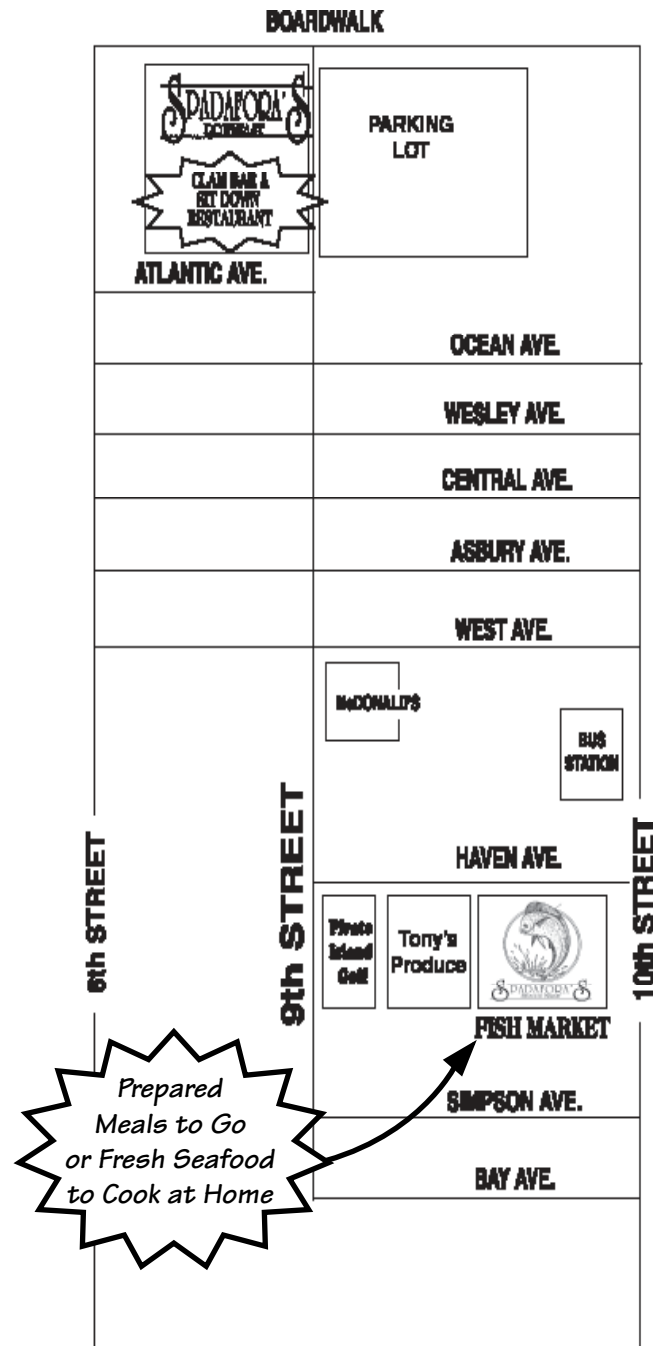 BOARDWALK
SPADAFORA'S
PARKING
LOT
CLAM BAR &
SIT DOWN
RESTAURANT
ATLANTIC AVE.
OCEAN AVE.
WESLEY AVE.
CENTRAL AVE.
ASBURY AVE.
WEST AVE.
McDONALD'S
BUS
STATION
HAVEN AVE.
9th STREET
10th STREET
8th STREET
Pirate
Island
Golf
Tony's
Produce
SPADAFORA'S
FISH MARKET
Prepared
Meals to Go
or Fresh Seafood
to Cook at Home
SIMPSON AVE.
BAY AVE.